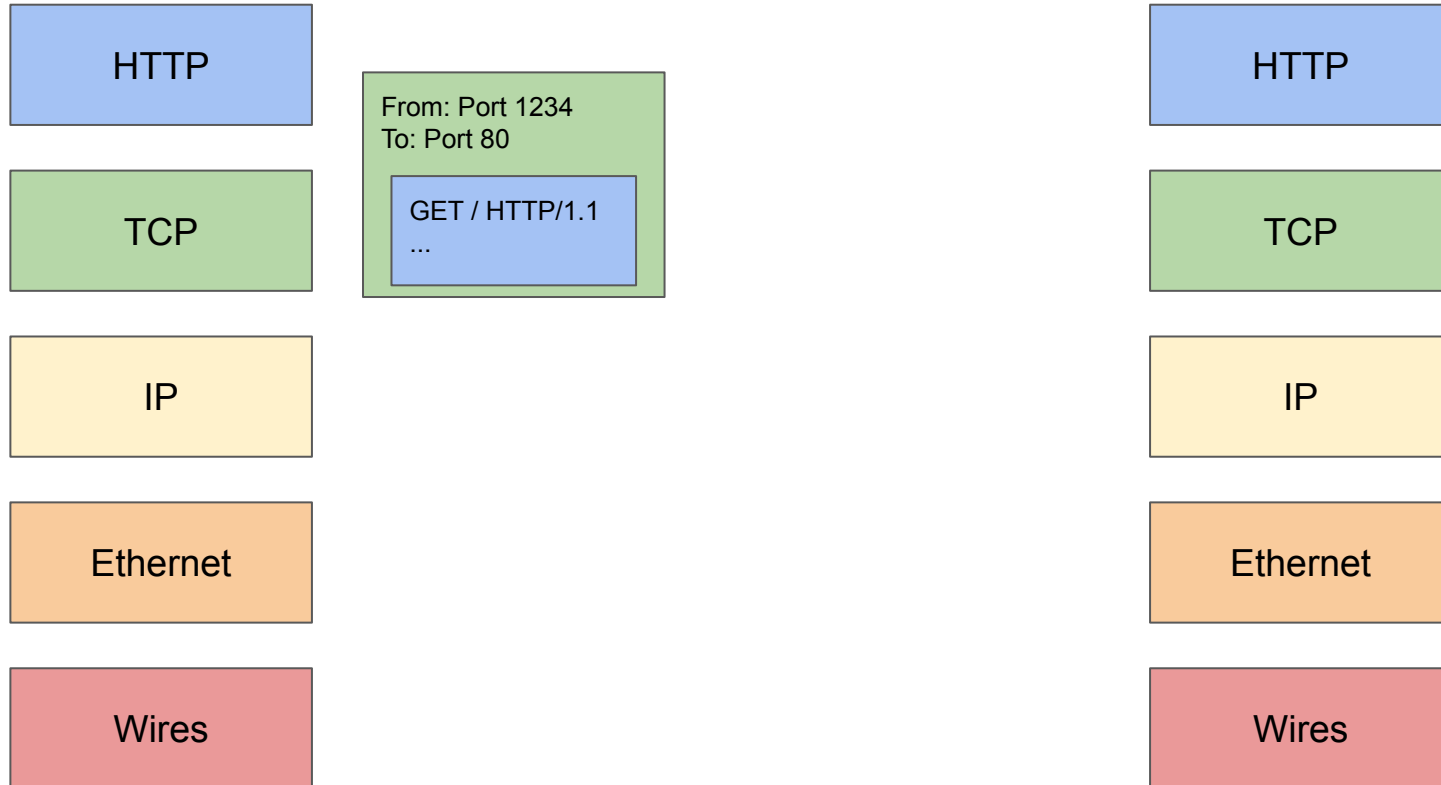 HTTP
From: Port 1234
To: Port 80
GET / HTTP/1.1
...
TCP
IP
Ethernet
Wires
HTTP
TCP
IP
Ethernet
Wires